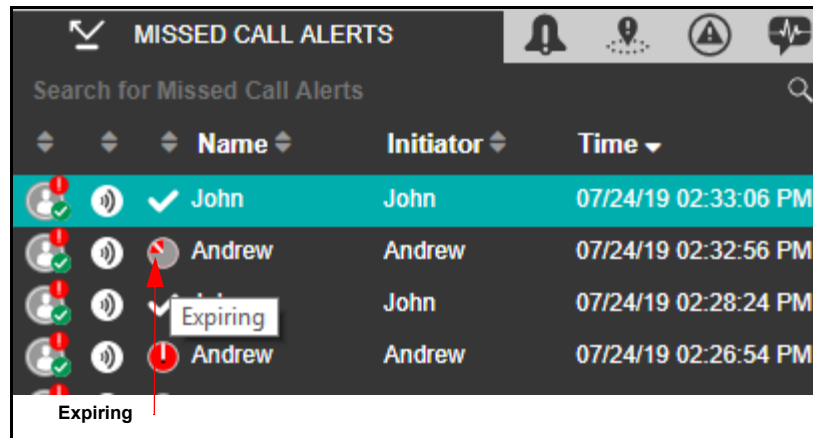 MISSED CALL ALERTS
Search for Missed Call Alerts
Name Initiator Time
John John 07/24/19 02:33:06 PM
Andrew Andrew 07/24/19 02:32:56 PM
John 07/24/19 02:28:24 PM
Expiring
Andrew Andrew 07/24/19 02:26:54 PM
Expiring